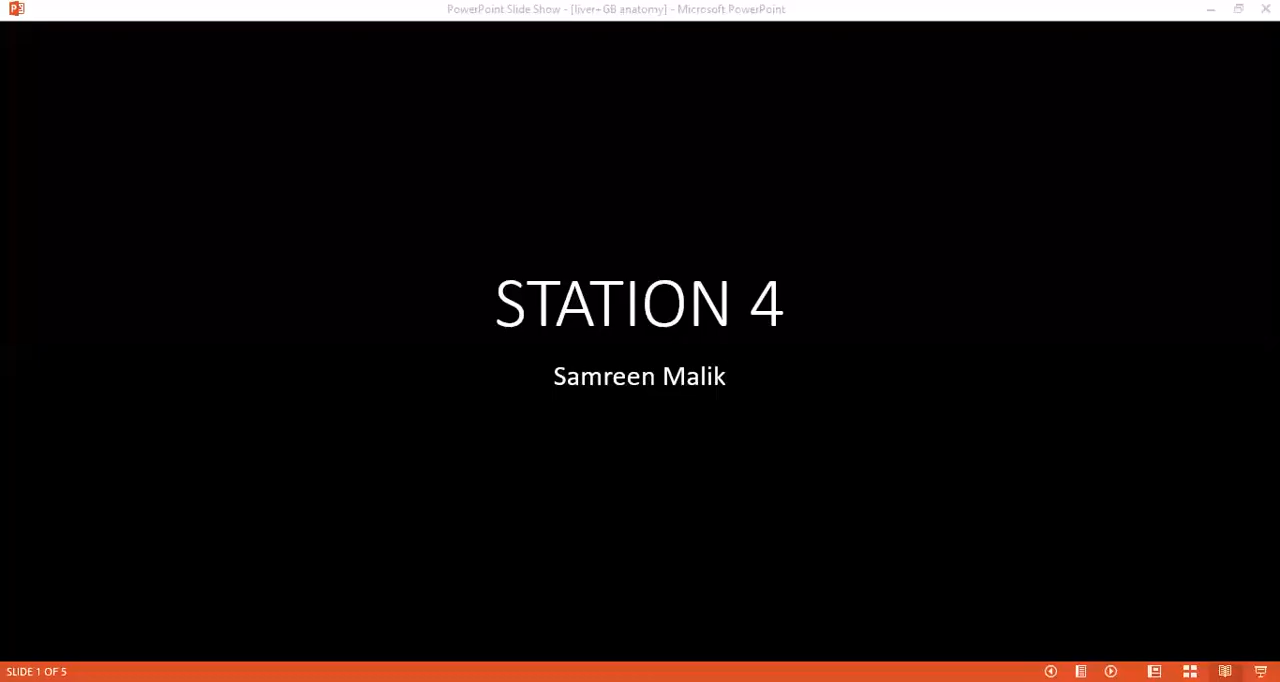 PowerPoint Slide Show - [liver+GB anatomy] - Microsoft PowerPoint
STATION 4
Samreen Malik
SLIDE 1 OF 5